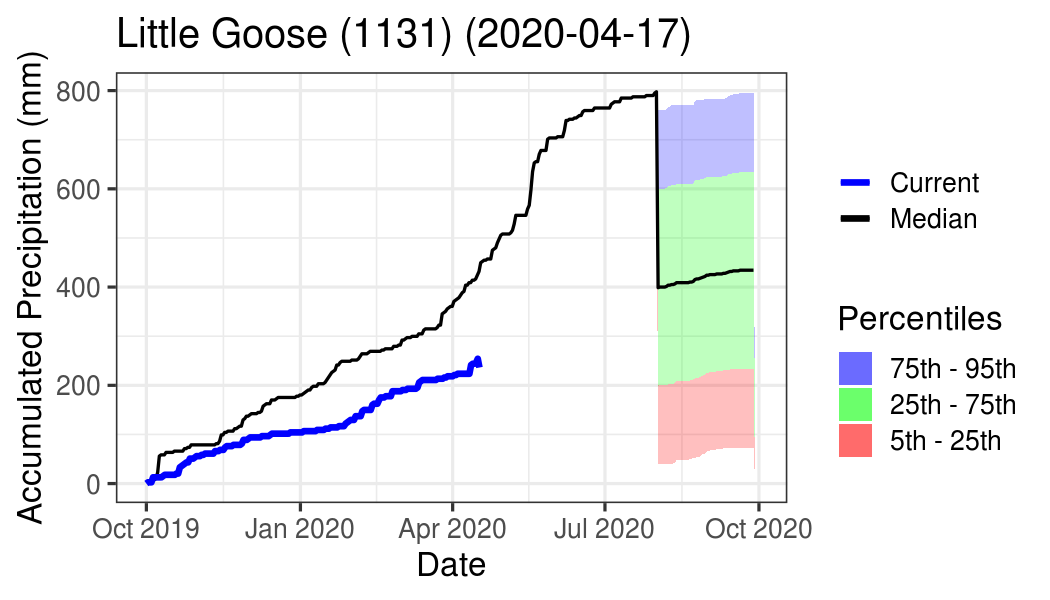 Little Goose (1131) (2020-04-17)
Accumulated Precipitation (mm)
800
600
400
200
0
Oct 2019
Jan 2020
Apr 2020
Jul 2020
Oct 2020
Date
Current
Median
Percentiles
75th - 95th
25th - 75th
5th - 25th